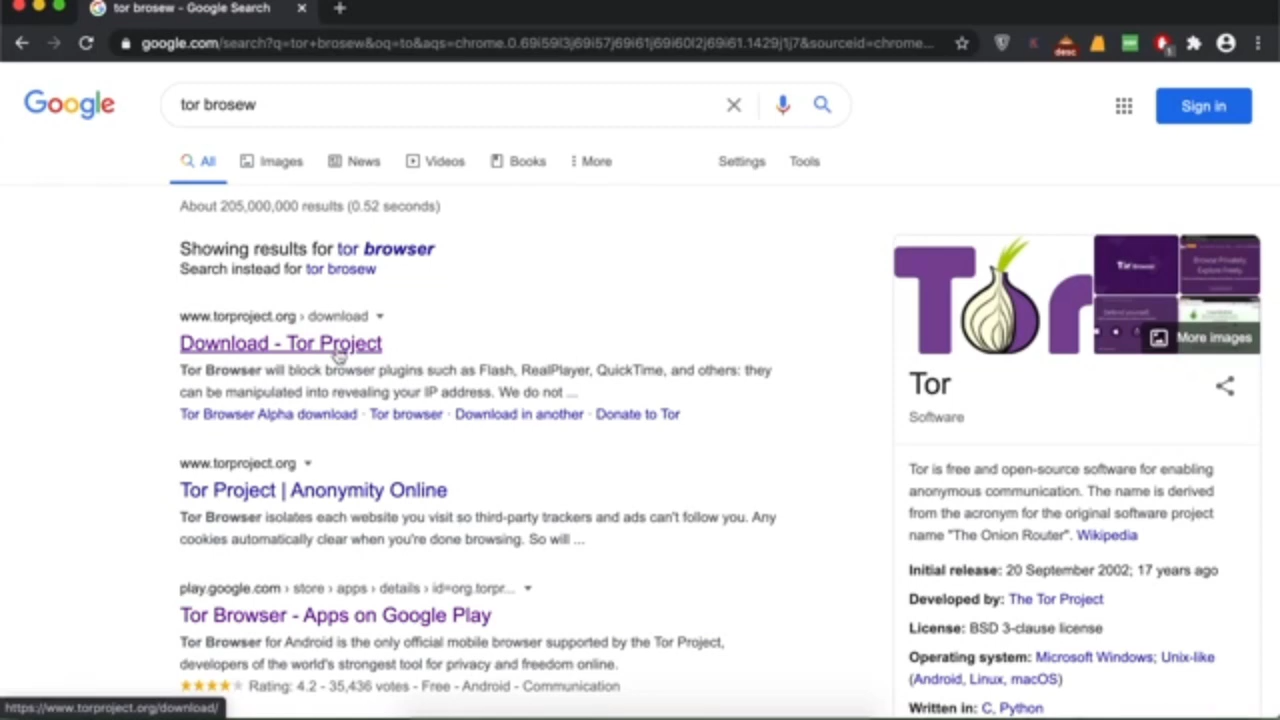 tor brosew - Google Search
google.com/search?q=tor+brosew&oq=to&aqs=chrome.0.69i59l3j69i57j69i61j69i60l2j69i61.1429j1j7&sourceid=chrome...
desc
1
Google
tor brosew
Sign in
All
Images
News
Videos
Books
More
Settings
Tools
About 205,000,000 results (0.52 seconds)
Showing results for tor browser
Search instead for tor brosew
www.torproject.org › download
Download - Tor Project
Tor Browser will block browser plugins such as Flash, RealPlayer, QuickTime, and others: they
can be manipulated into revealing your IP address. We do not ...
Tor Browser Alpha download · Tor browser · Download in another · Donate to Tor
www.torproject.org
Tor Project | Anonymity Online
Tor Browser isolates each website you visit so third-party trackers and ads can't follow you. Any
cookies automatically clear when you're done browsing. So will ...
play.google.com › store › apps › details › id=org.torpr...
Tor Browser - Apps on Google Play
Tor Browser for Android is the only official mobile browser supported by the Tor Project,
developers of the world's strongest tool for privacy and freedom online.
Rating: 4.2 - 35,436 votes - Free - Android - Communication
https://www.torproject.org/download/
Tor
Tor Browser
Browse Privately.
Explore Freely.
More images
Tor
Software
Tor is free and open-source software for enabling
anonymous communication. The name is derived
from the acronym for the original software project
name "The Onion Router". Wikipedia
Initial release: 20 September 2002; 17 years ago
Developed by: The Tor Project
License: BSD 3-clause license
Operating system: Microsoft Windows; Unix-like
(Android, Linux, macOS)
Written in: C, Python